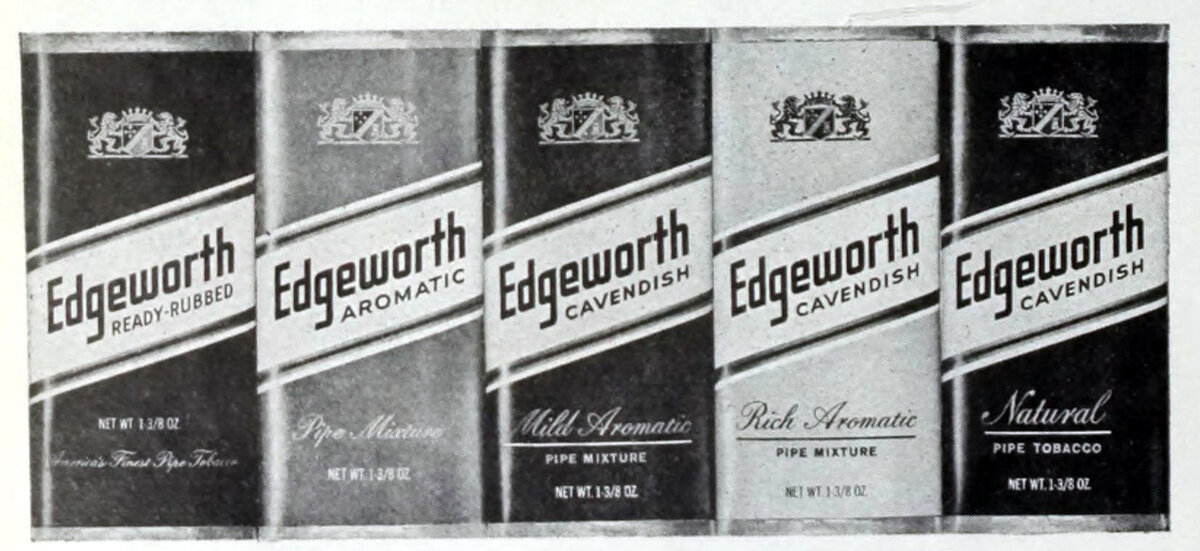 Edgeworth
READY-RUBBED
NET WT 1-3/8 OZ
America's Finest Pipe Tobacco
Edgeworth
AROMATIC
Pipe Mixture
NET WT. 1-3/8 OZ
Edgeworth
CAVENDISH
Mild Aromatic
PIPE MIXTURE
NET WT. 1-3/8 OZ
Edgeworth
CAVENDISH
Rich Aromatic
PIPE MIXTURE
NET WT 1-3/8 OZ
Edgeworth
CAVENDISH
Natural
PIPE TOBACCO
NET WT. 1-3/8 OZ